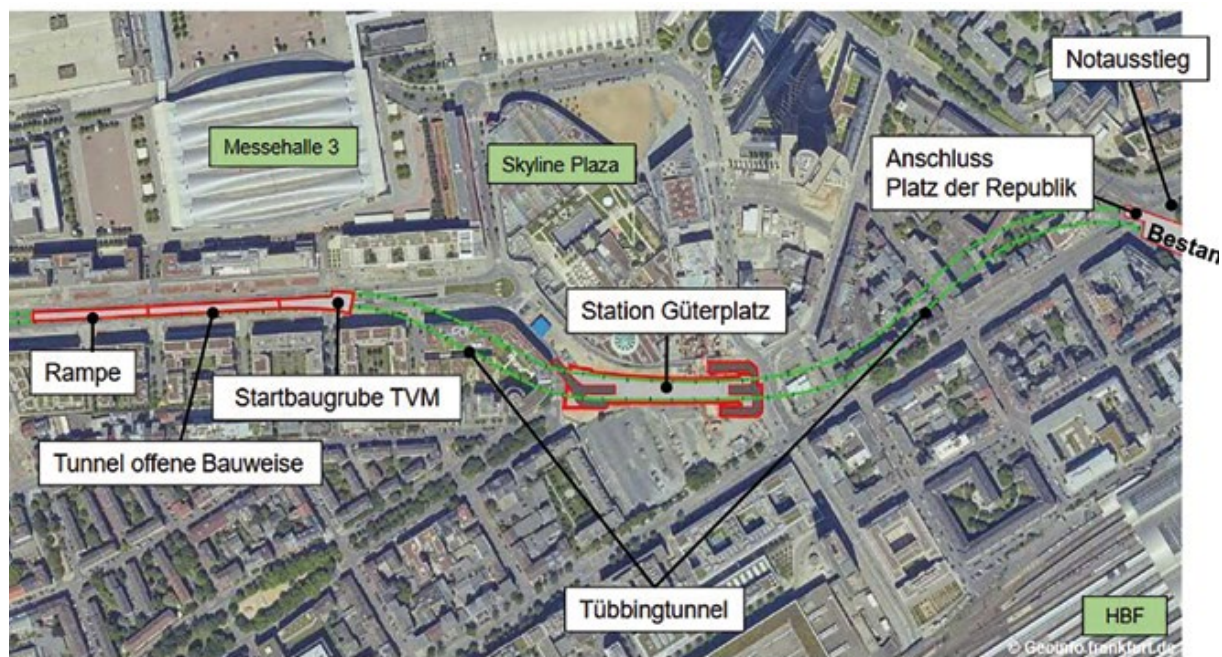 Notausstieg
Messehalle 3
Skyline Plaza
Anschluss
Platz der Republik
Bestan
Station Güterplatz
Rampe
Startbaugrube TVM
Tunnel offene Bauweise
Tübbingtunnel
HBF
© Geoinfo.frankfurt.de